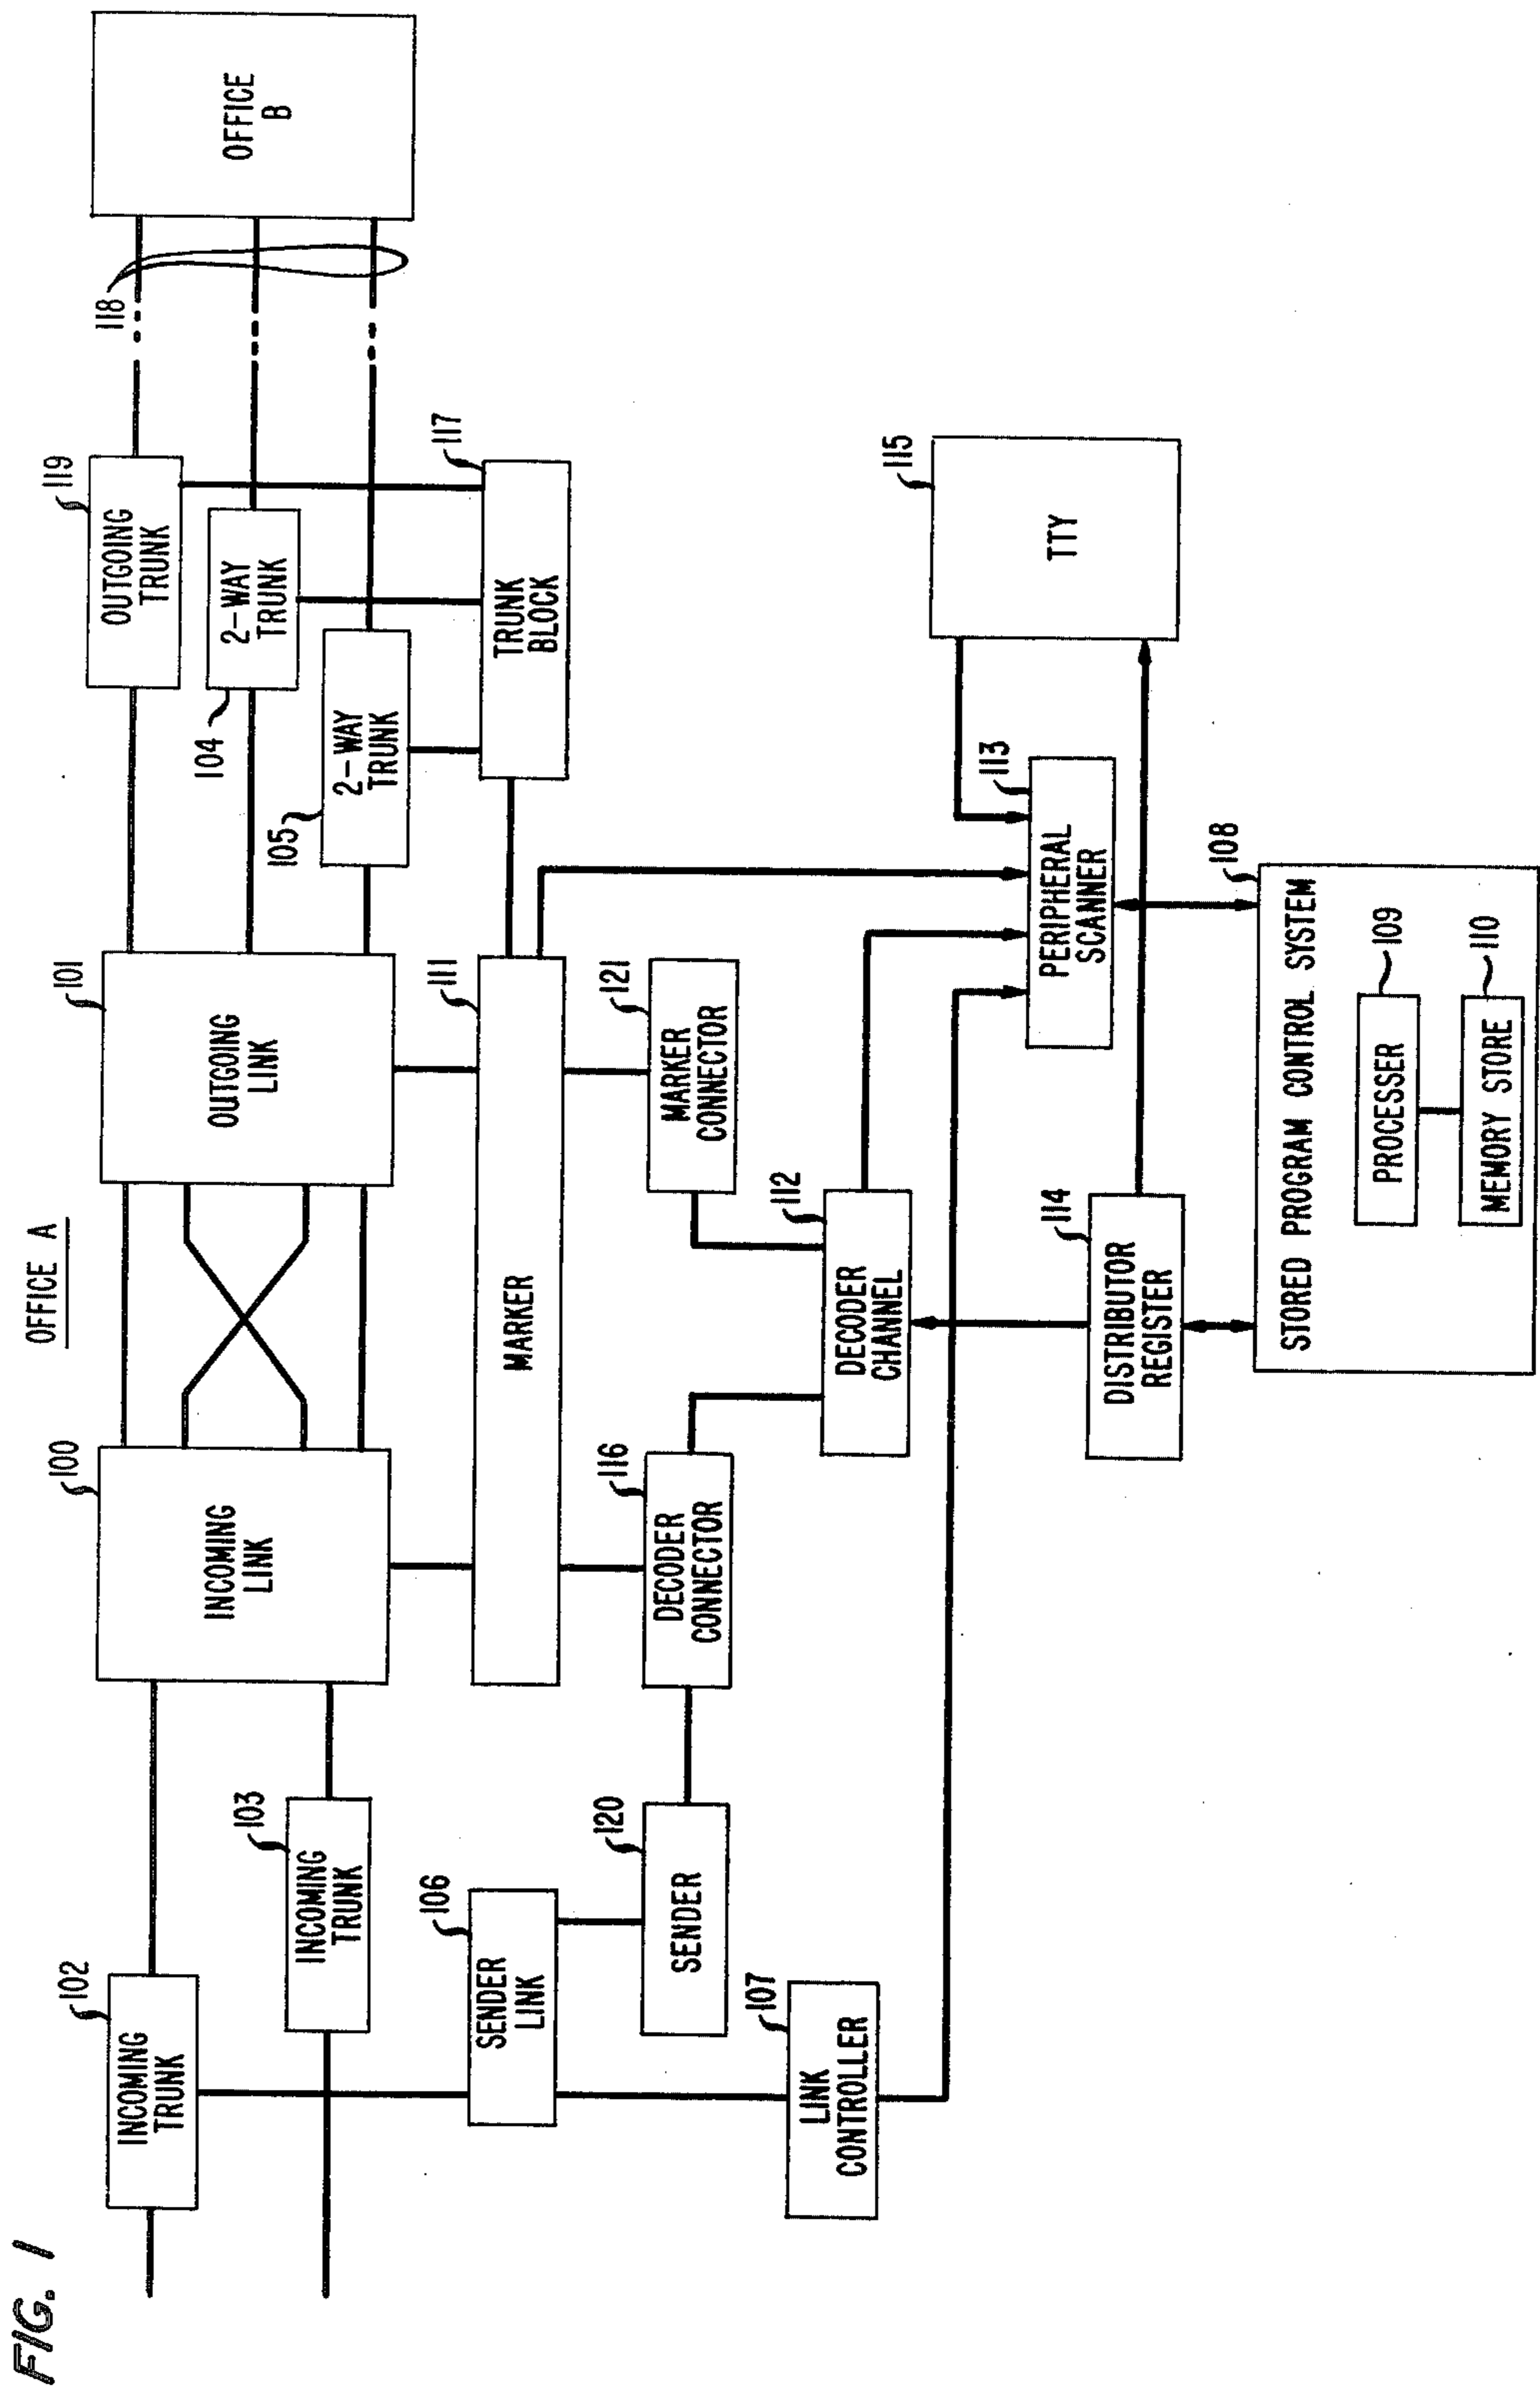 FIG. 1
OFFICE A
102
INCOMING
TRUNK
103
INCOMING
TRUNK
100
INCOMING
LINK
101
OUTGOING
LINK
119
OUTGOING
TRUNK
104
2-WAY
TRUNK
105
2-WAY
TRUNK
118
OFFICE
B
117
TRUNK
BLOCK
106
SENDER
LINK
111
MARKER
120
SENDER
116
DECODER
CONNECTOR
121
MARKER
CONNECTOR
107
LINK
CONTROLLER
112
DECODER
CHANNEL
113
PERIPHERAL
SCANNER
115
TTY
114
DISTRIBUTOR
REGISTER
108
STORED PROGRAM CONTROL SYSTEM
PROCESSER
109
MEMORY STORE
110